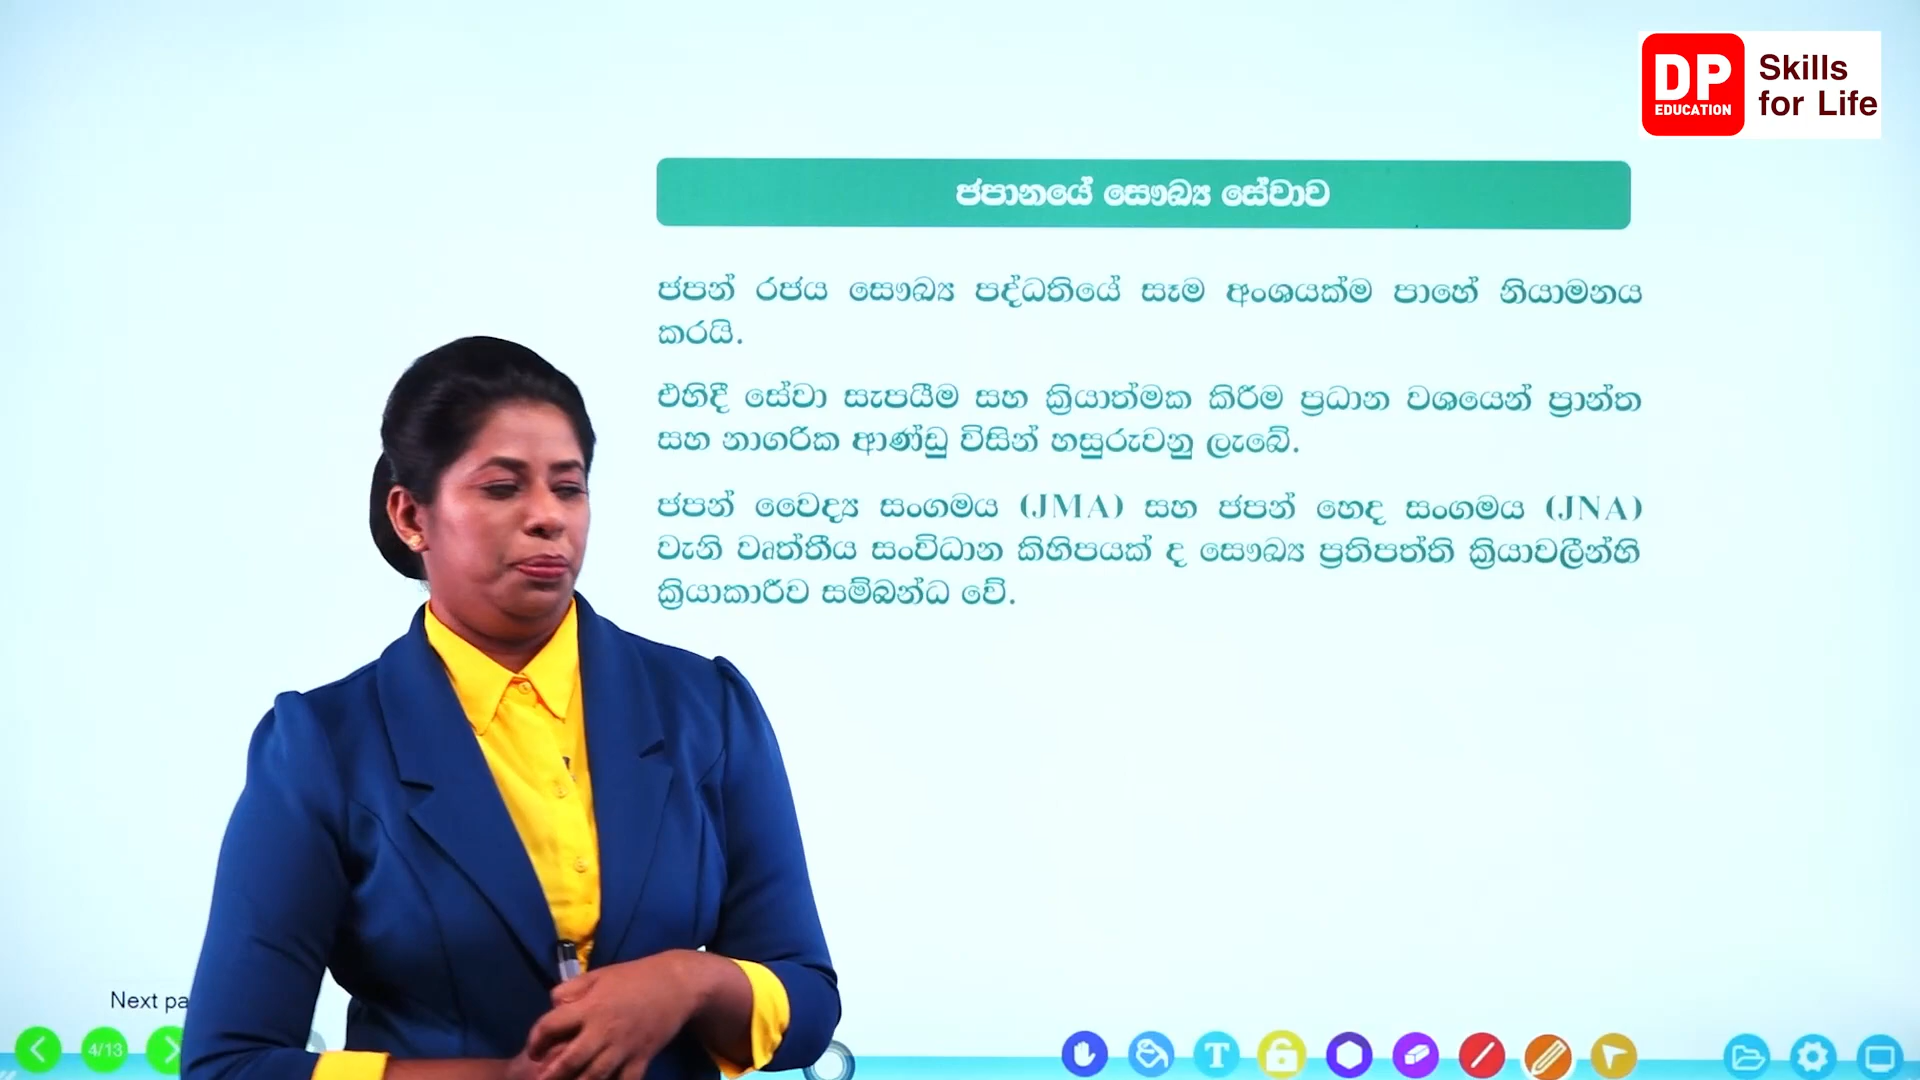 DP
EDUCATION
Skills
for Life
ජපානයේ සෞඛ්‍ය සේවාව
ජපන් රජය සෞඛ්‍ය පද්ධතියේ සෑම අංශයක්ම පාහේ නියාමනය
කරයි.
එහිදී සේවා සැපයීම සහ ක්‍රියාත්මක කිරීම ප්‍රධාන වශයෙන් ප්‍රාන්ත
සහ නාගරික ආණ්ඩු විසින් හසුරුවනු ලැබේ.
ජපන් වෛද්‍ය සංගමය (JMA) සහ ජපන් හෙද සංගමය (JNA)
වැනි වෘත්තීය සංවිධාන කිහිපයක් ද සෞඛ්‍ය ප්‍රතිපත්ති ක්‍රියාවලීන්හි
ක්‍රියාකාරීව සම්බන්ධ වේ.
Next pa
4/13
T